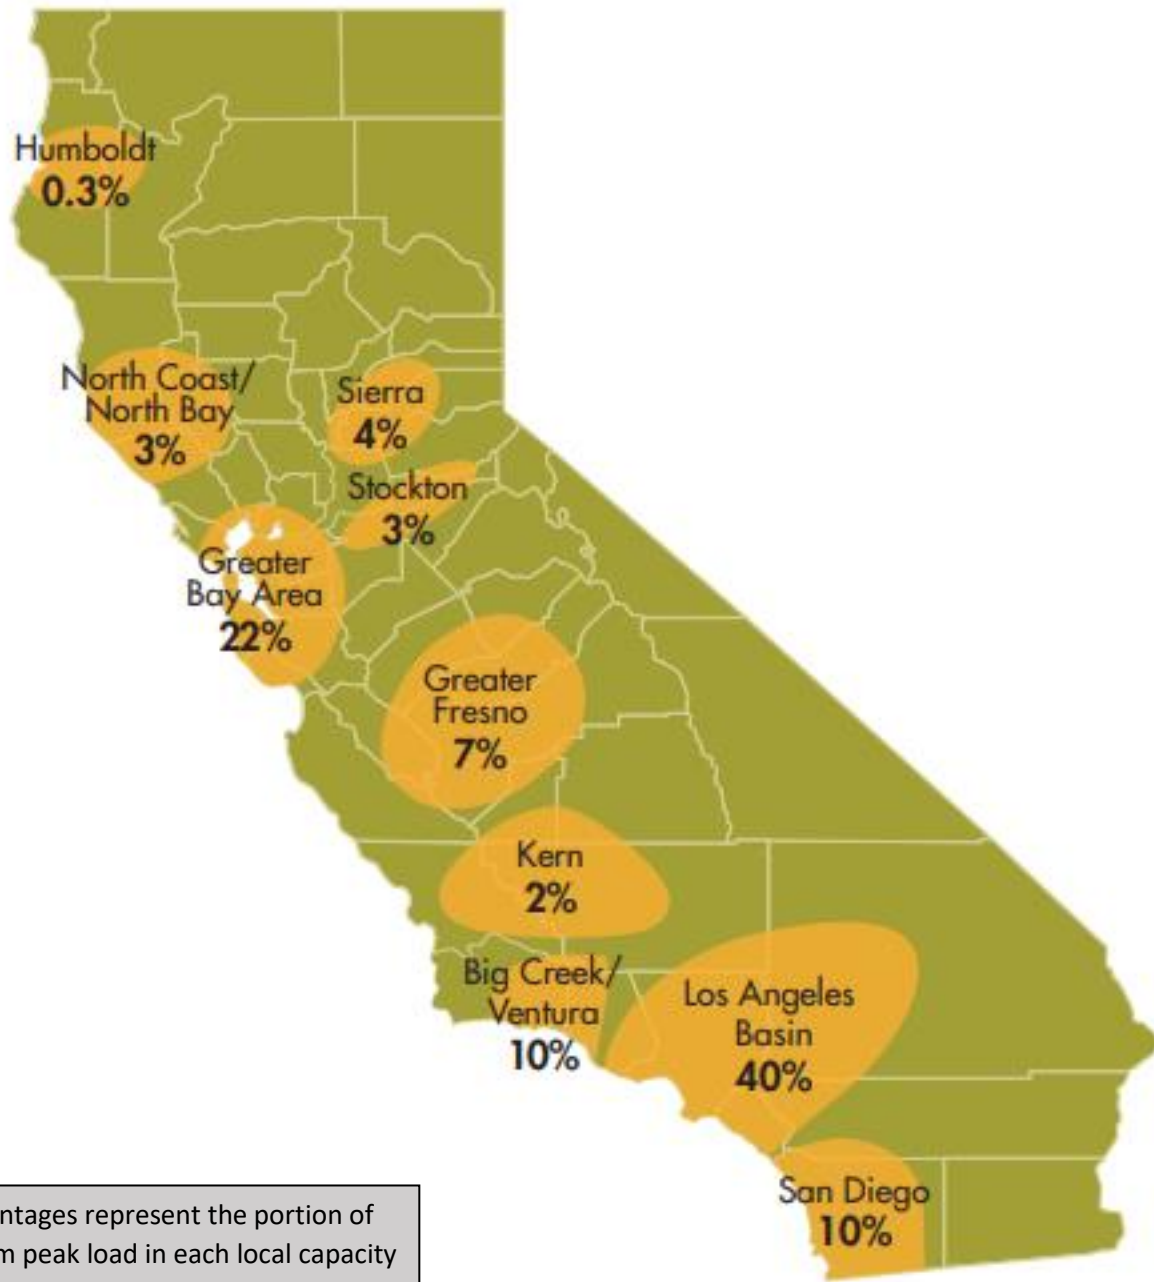 Humboldt
0.3%
North Coast/
North Bay
3%
Sierra
4%
Stockton
3%
Greater
Bay Area
22%
Greater
Fresno
7%
Kern
2%
Big Creek/
Ventura
10%
Los Angeles
Basin
40%
San Diego
10%
ntages represent the portion of
m peak load in each local capacity